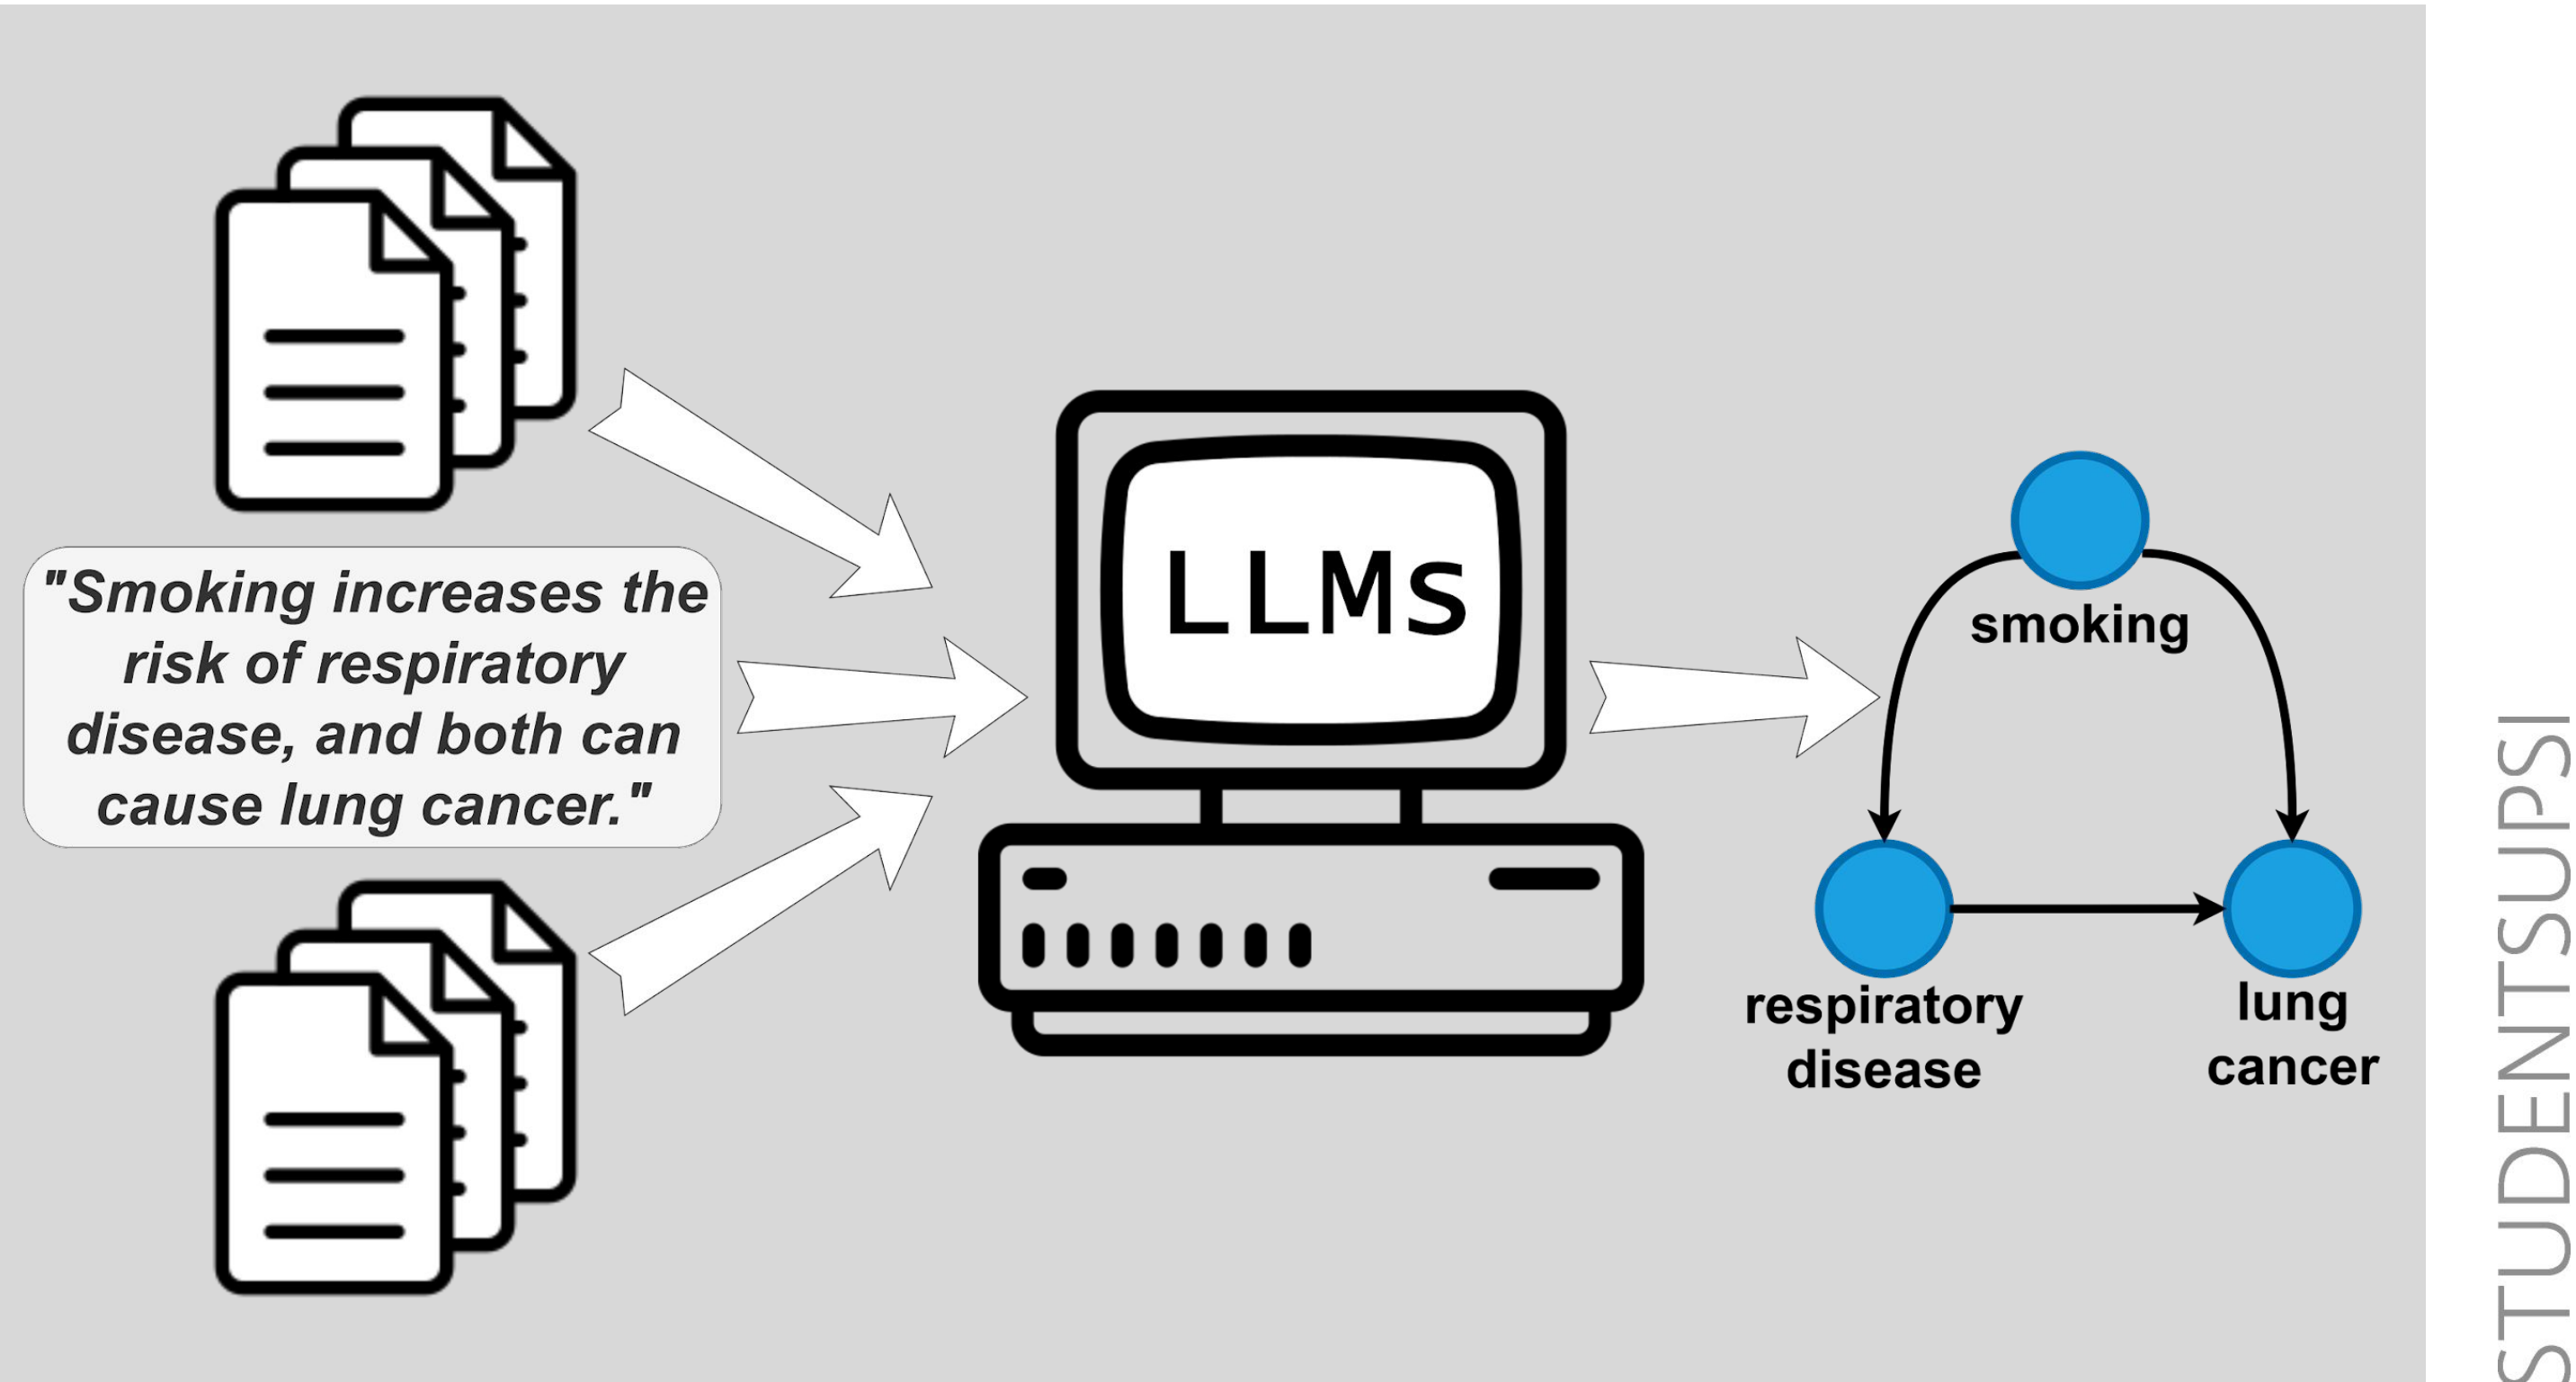 "Smoking increases the
risk of respiratory
disease, and both can
cause lung cancer."
LLMs
smoking
respiratory
disease
lung
cancer
STUDENTSUPSI